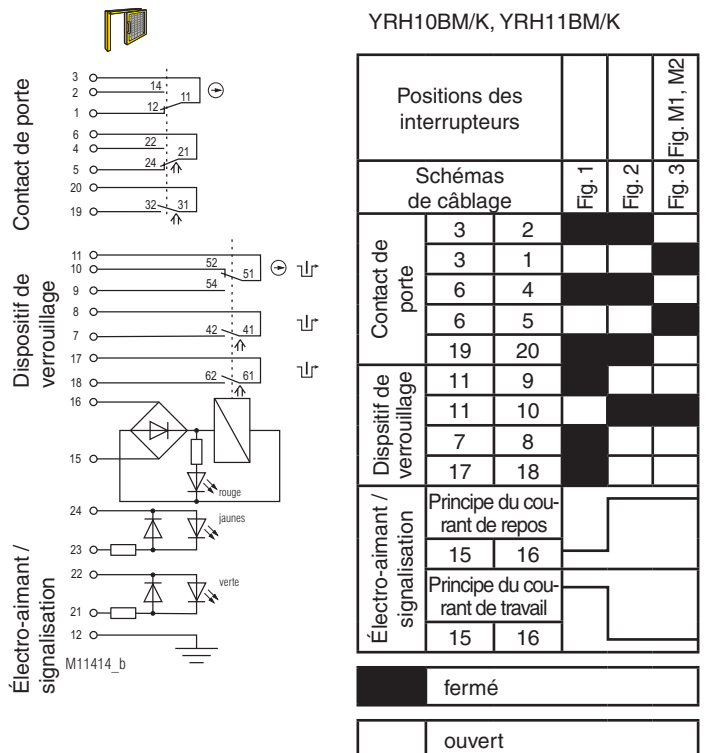 YRH10BM/K, YRH11BM/K
Contact de porte
3
2
1
14
12
11
6
4
5
22
24
21
20
19
32
31
Dispositif de
verrouillage
11
10
9
52
54
51
8
7
42
41
17
18
62
61
16
15
rouge
24
jaunes
23
22
verte
21
12
Électro-aimant /
signalisation
M11414_b
Positions des
interrupteurs
Schémas
de câblage
Fig. 1
Fig. 2
Fig. 3 Fig. M1, M2
Contact de
porte
3 2
3 1
6 4
6 5
19 20
Dispsitif de
verrouillage
11 9
11 10
7 8
17 18
Électro-aimant /
signalisation
Principe du cou-
rant de repos
15 16
Principe du cou-
rant de travail
15 16
fermé
ouvert